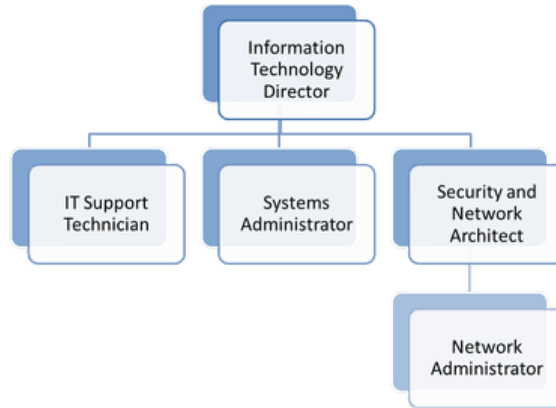 Information
Technology
Director
IT Support
Technician
Systems
Administrator
Security and
Network
Architect
Network
Administrator